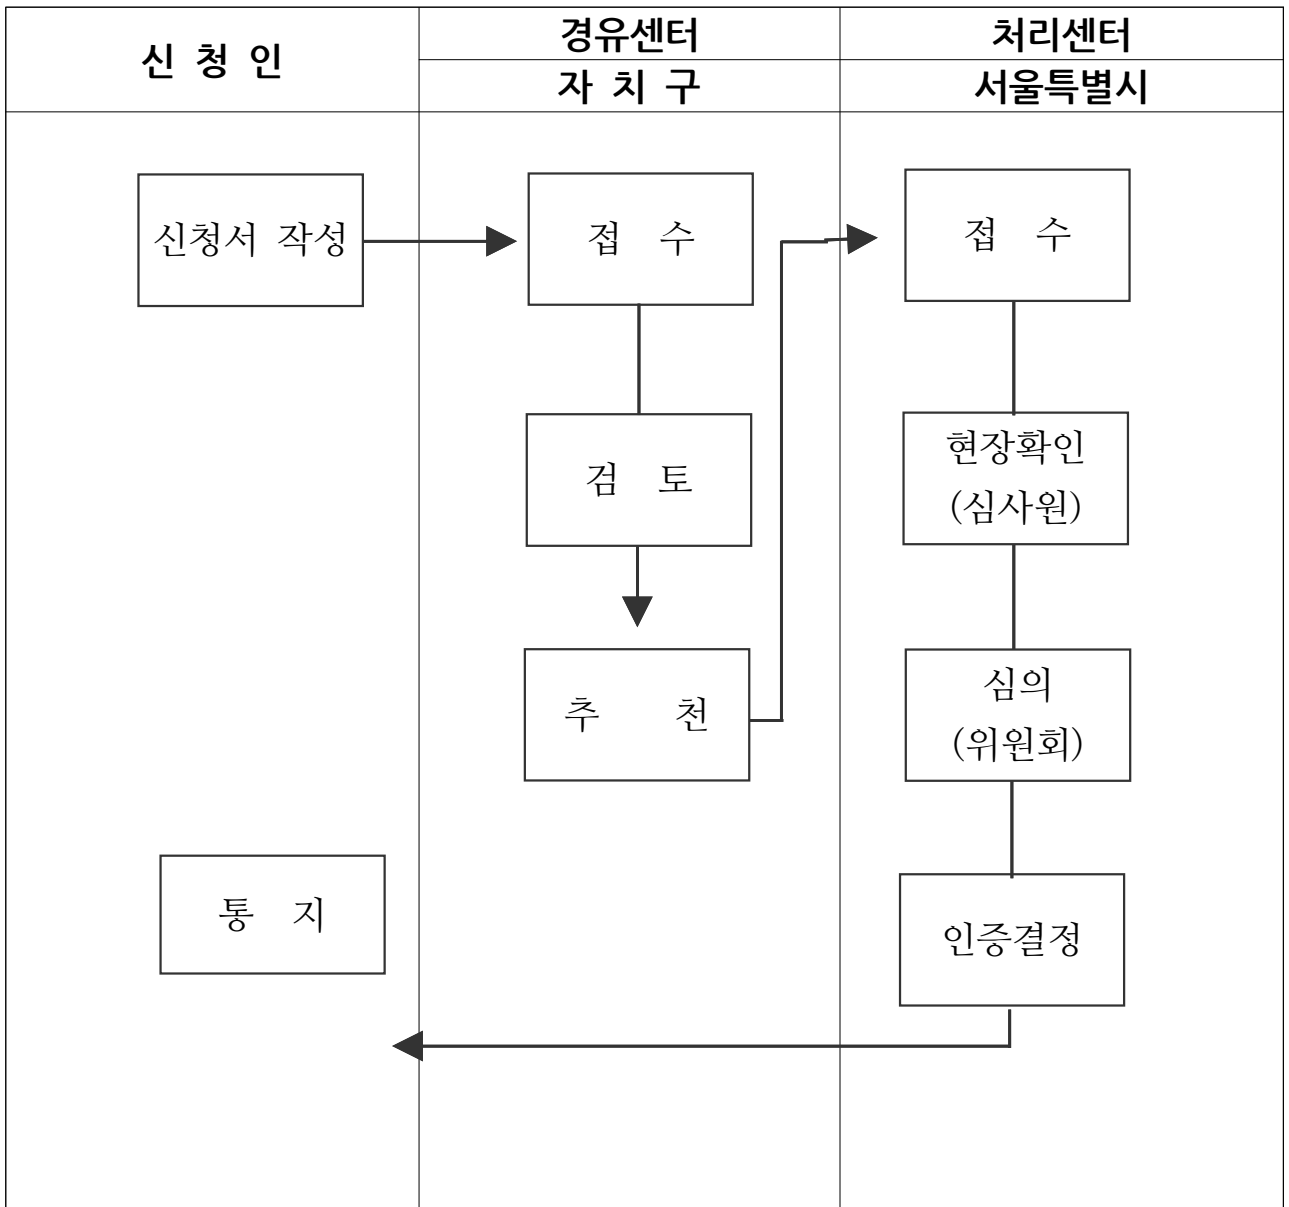 신 청 인
경유센터
처리센터
자 치 구
서울특별시
신청서 작성
접 수
접 수
검 토
현장확인
(심사원)
추 천
심의
(위원회)
통 지
인증결정